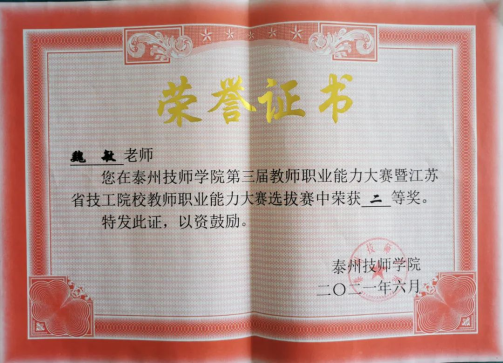 荣誉证书
魏 敏 老师
您在泰州技师学院第三届教师职业能力大赛暨江苏
省技工院校教师职业能力大赛选拔赛中荣获 二 等奖。
特发此证，以资鼓励。
泰州技师学院
二〇二一年六月